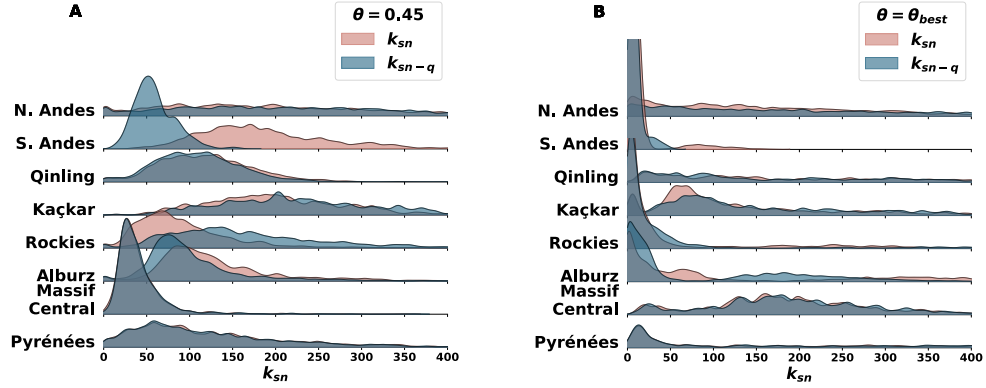 A
θ = 0.45
k_sn
k_sn−q
N. Andes
S. Andes
Qinling
Kaçkar
Rockies
Alburz
Massif
Central
Pyrénées
0 50 100 150 200 250 300 350 400
k_sn
B
θ = θ_best
k_sn
k_sn−q
N. Andes
S. Andes
Qinling
Kaçkar
Rockies
Alburz
Massif
Central
Pyrénées
0 50 100 150 200 250 300 350 400
k_sn